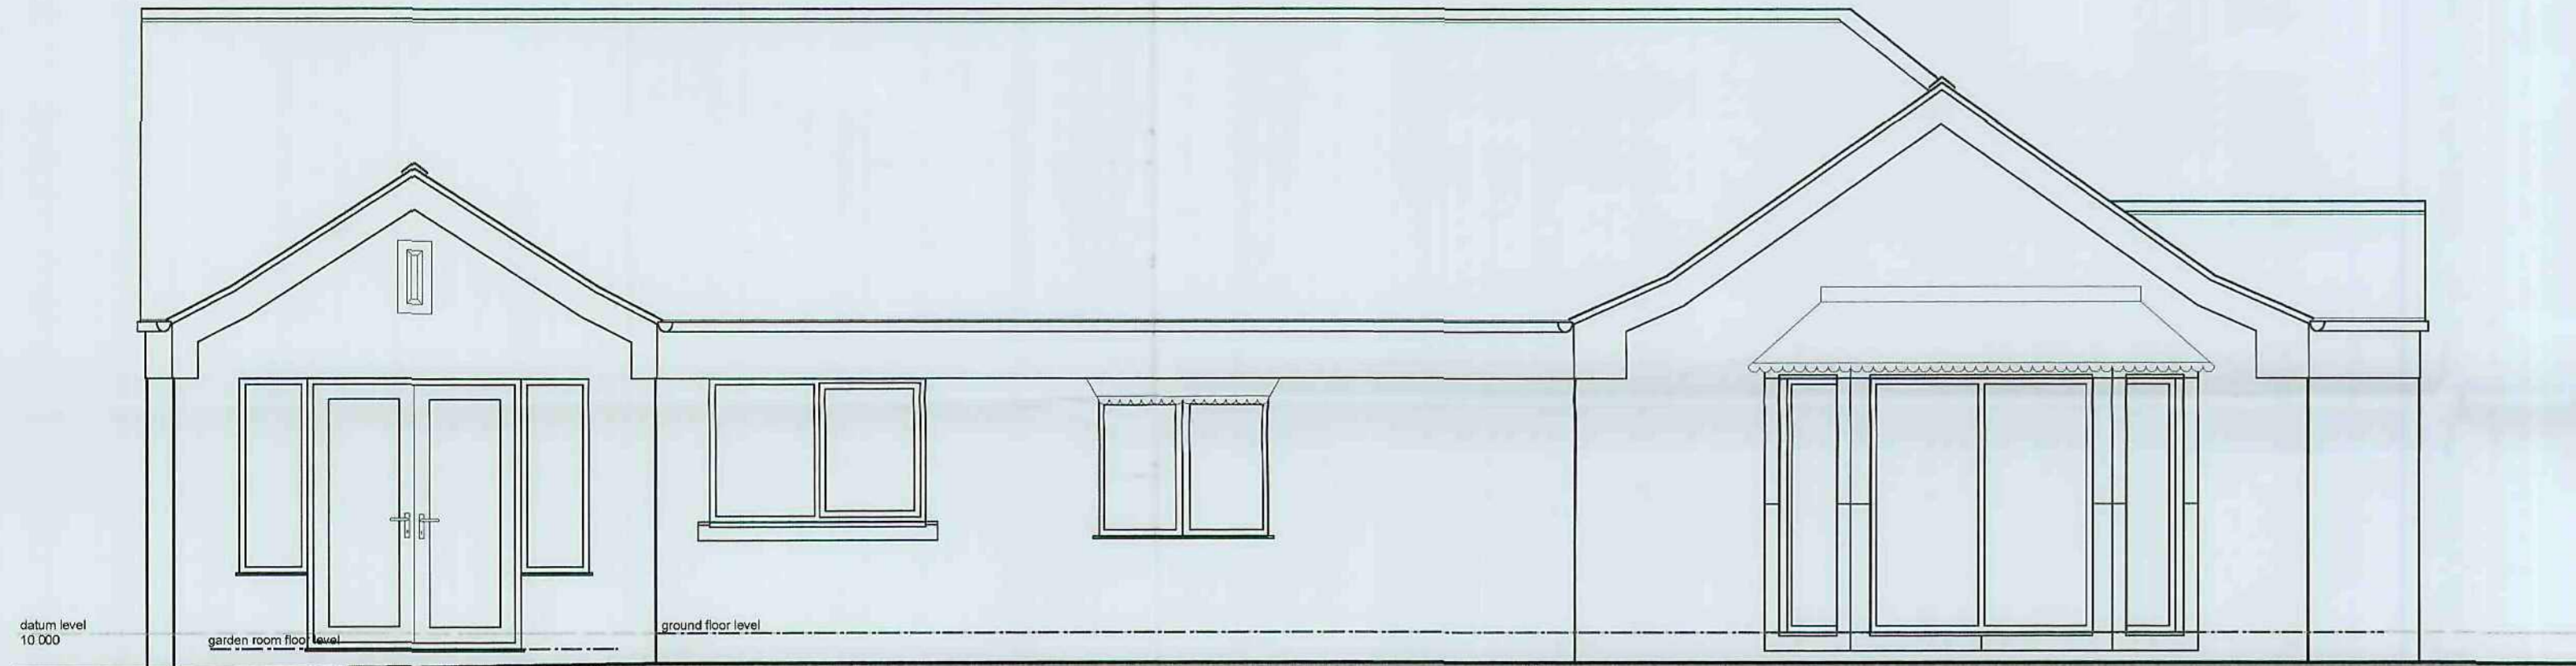 datum level
10 000
garden room floor level
ground floor level